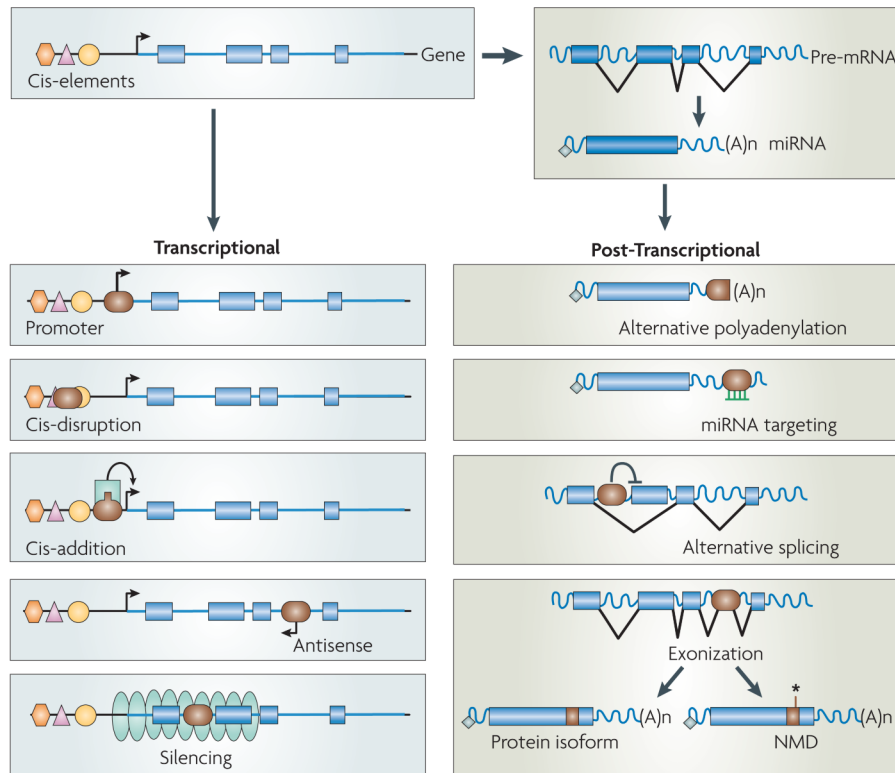 Gene
Cis-elements
Pre-mRNA
(A)n miRNA
Transcriptional
Promoter
Cis-disruption
Cis-addition
Antisense
Silencing
Post-Transcriptional
(A)n
Alternative polyadenylation
miRNA targeting
Alternative splicing
Exonization
*
(A)n
(A)n
Protein isoform
NMD